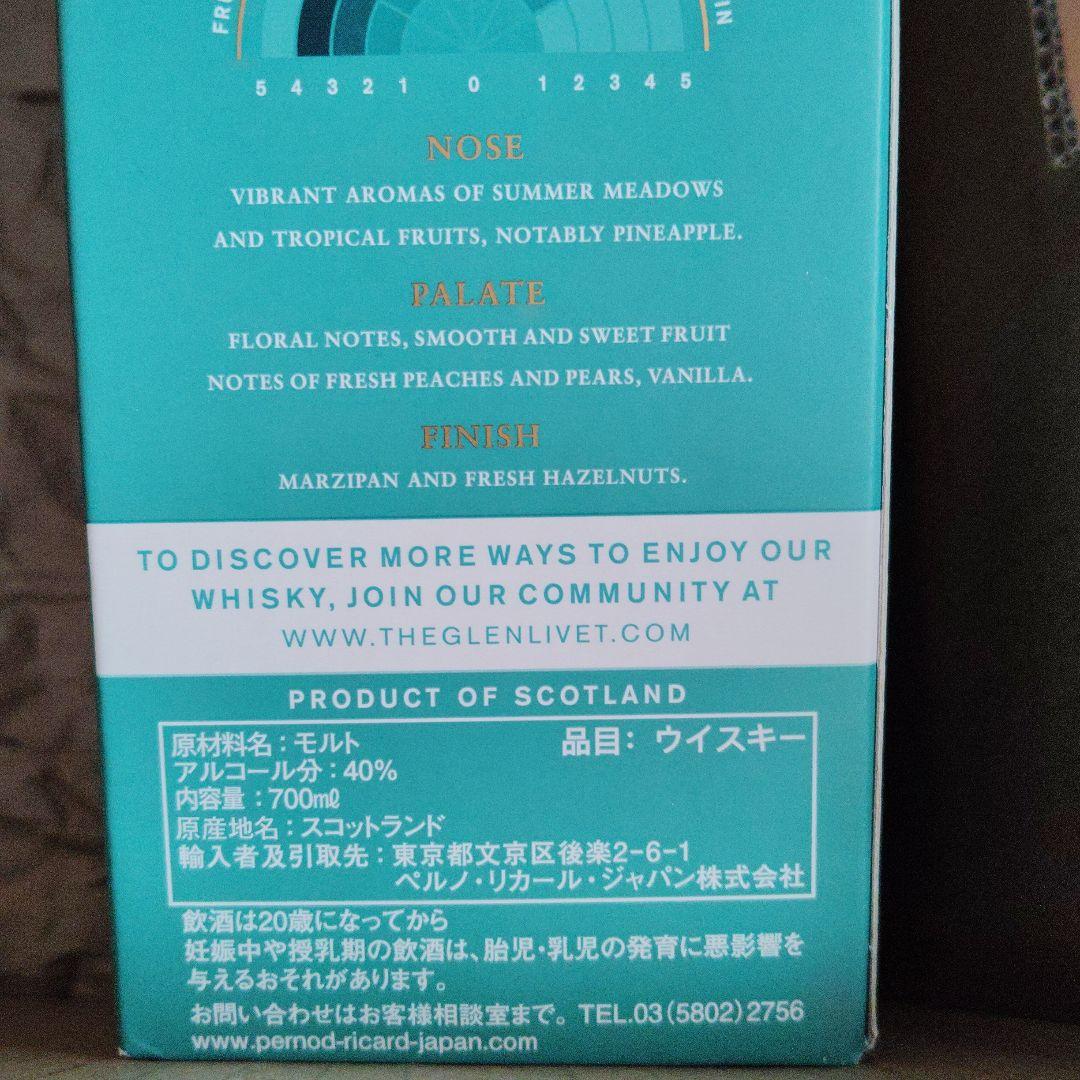 5 4 3 2 1 0 1 2 3 4 5
NOSE
VIBRANT AROMAS OF SUMMER MEADOWS
AND TROPICAL FRUITS, NOTABLY PINEAPPLE.
PALATE
FLORAL NOTES, SMOOTH AND SWEET FRUIT
NOTES OF FRESH PEACHES AND PEARS, VANILLA.
FINISH
MARZIPAN AND FRESH HAZELNUTS.
TO DISCOVER MORE WAYS TO ENJOY OUR
WHISKY, JOIN OUR COMMUNITY AT
WWW.THEGLENLIVET.COM
PRODUCT OF SCOTLAND
原材料名：モルト 品目：ウイスキー
アルコール分：40%
内容量：700㎖
原産地名：スコットランド
輸入者及引取先：東京都文京区後楽2-6-1
ペルノ・リカール・ジャパン株式会社
飲酒は20歳になってから
妊娠中や授乳期の飲酒は、胎児・乳児の発育に悪影響を
与えるおそれがあります。
お問い合わせはお客様相談室まで。TEL.03(5802)2756
www.pernod-ricard-japan.com